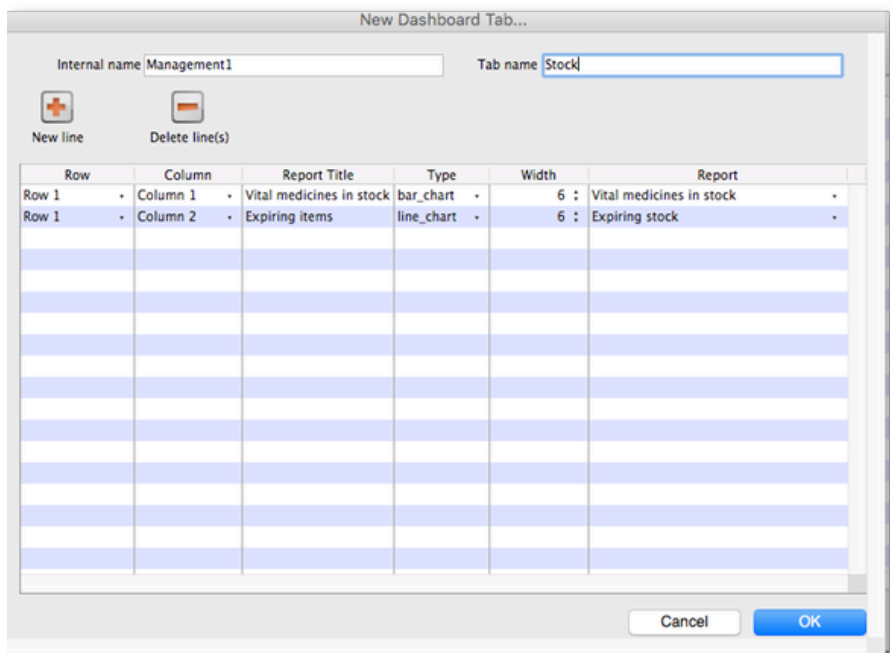 New Dashboard Tab...
Internal name Management1 Tab name Stock
New line Delete line(s)
Row Column Report Title Type Width Report
Row 1 Column 1 Vital medicines in stock bar_chart 6 Vital medicines in stock
Row 1 Column 2 Expiring items line_chart 6 Expiring stock
Cancel OK